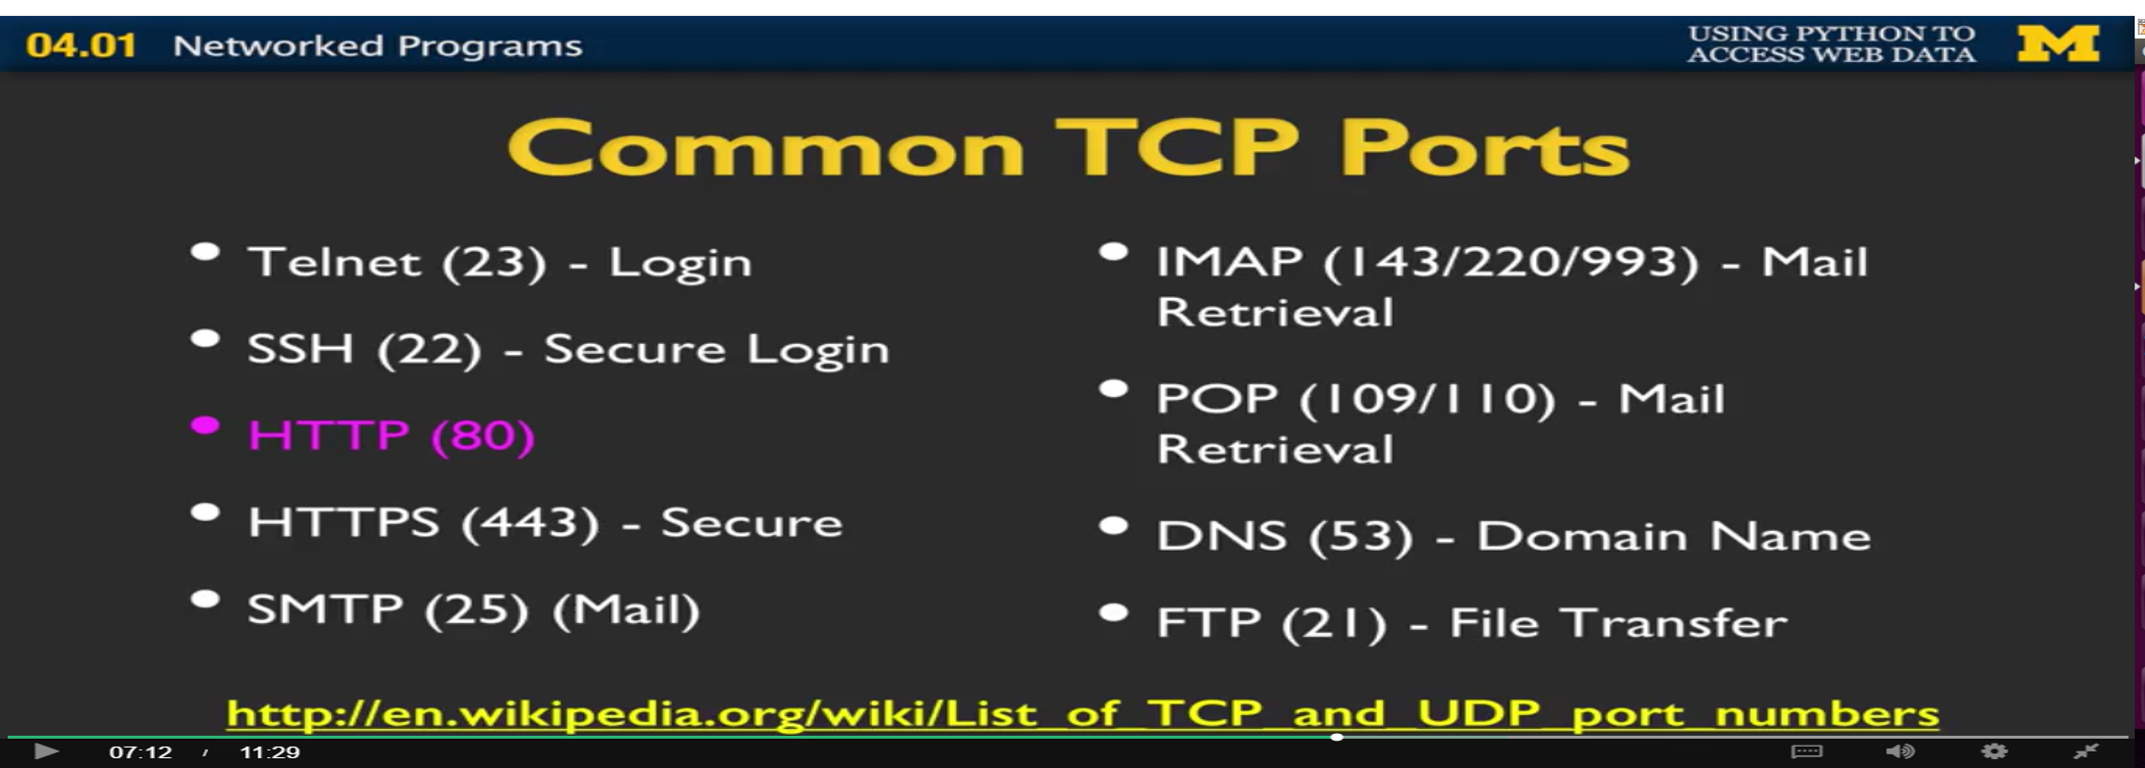 04.01 Networked Programs
USING PYTHON TO
ACCESS WEB DATA
M
Common TCP Ports
• Telnet (23) - Login
• SSH (22) - Secure Login
• HTTP (80)
• HTTPS (443) - Secure
• SMTP (25) (Mail)
• IMAP (143/220/993) - Mail
Retrieval
• POP (109/110) - Mail
Retrieval
• DNS (53) - Domain Name
• FTP (21) - File Transfer
http://en.wikipedia.org/wiki/List_of_TCP_and_UDP_port_numbers
07:12 / 11:29